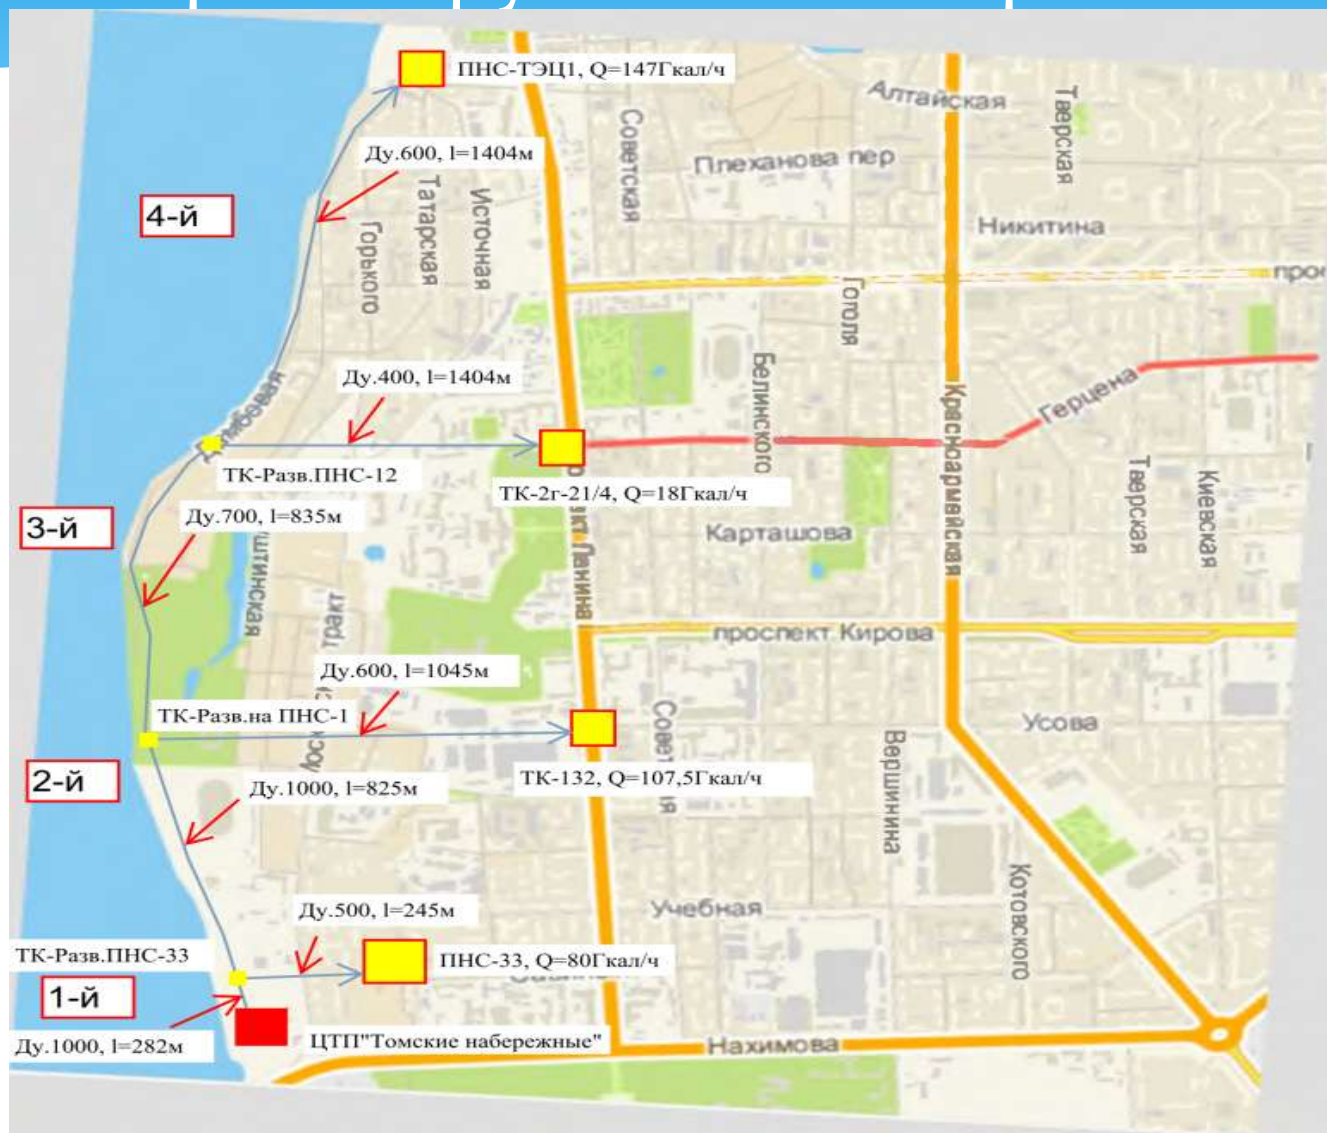 ПНС-ТЭЦ1, Q=147Гкал/ч
Алтайская
Тверская
Советская
Ду.600, l=1404м
Плеханова пер
4-й
Татарская
Источная
Горького
Никитина
Гоголя
Ду.400, l=1404м
Белинского
Герцена
Красноармейская
ТК-Разв.ПНС-12
ТК-2г-21/4, Q=18Гкал/ч
Тверская
Киевская
3-й
Ду.700, l=835м
Карташова
тракт
проспект Кирова
Ду.600, l=1045м
ТК-Разв.на ПНС-1
Усова
2-й
ТК-132, Q=107,5Гкал/ч
Вершинина
Ду.1000, l=825м
Котовского
Ду.500, l=245м
Учебная
ТК-Разв.ПНС-33
ПНС-33, Q=80Гкал/ч
1-й
Ду.1000, l=282м
ЦТП"Томские набережные"
Нахимова